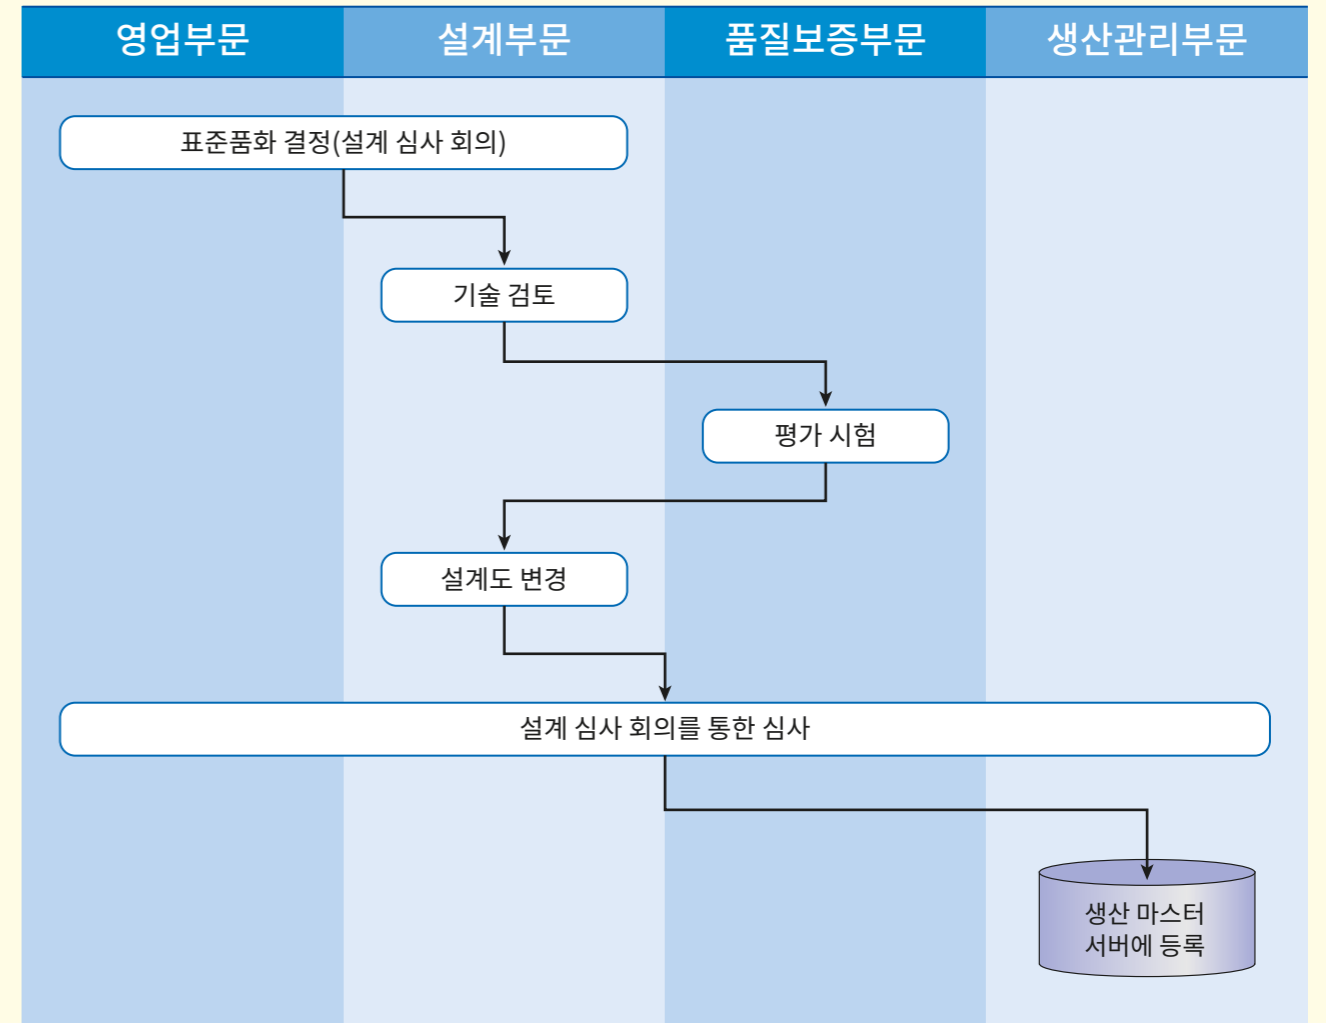 영업부문
설계부문
품질보증부문
생산관리부문
표준품화 결정(설계 심사 회의)
기술 검토
평가 시험
설계도 변경
설계 심사 회의를 통한 심사
생산 마스터
서버에 등록